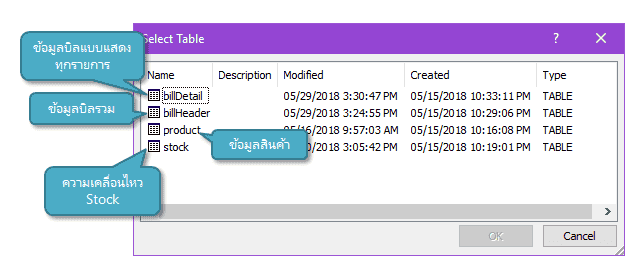 Select Table
? ×
Name Description Modified Created Type
billDetail 05/29/2018 3:30:47 PM 05/15/2018 10:33:11 PM TABLE
billHeader 05/29/2018 3:24:55 PM 05/15/2018 10:29:06 PM TABLE
product 9:57:03 AM 05/15/2018 10:16:08 PM TABLE
stock 3:05:42 PM 05/15/2018 10:19:01 PM TABLE
ข้อมูลบิลแบบแสดง
ทุกรายการ
ข้อมูลบิลรวม
ข้อมูลสินค้า
ความเคลื่อนไหว
Stock
OK Cancel